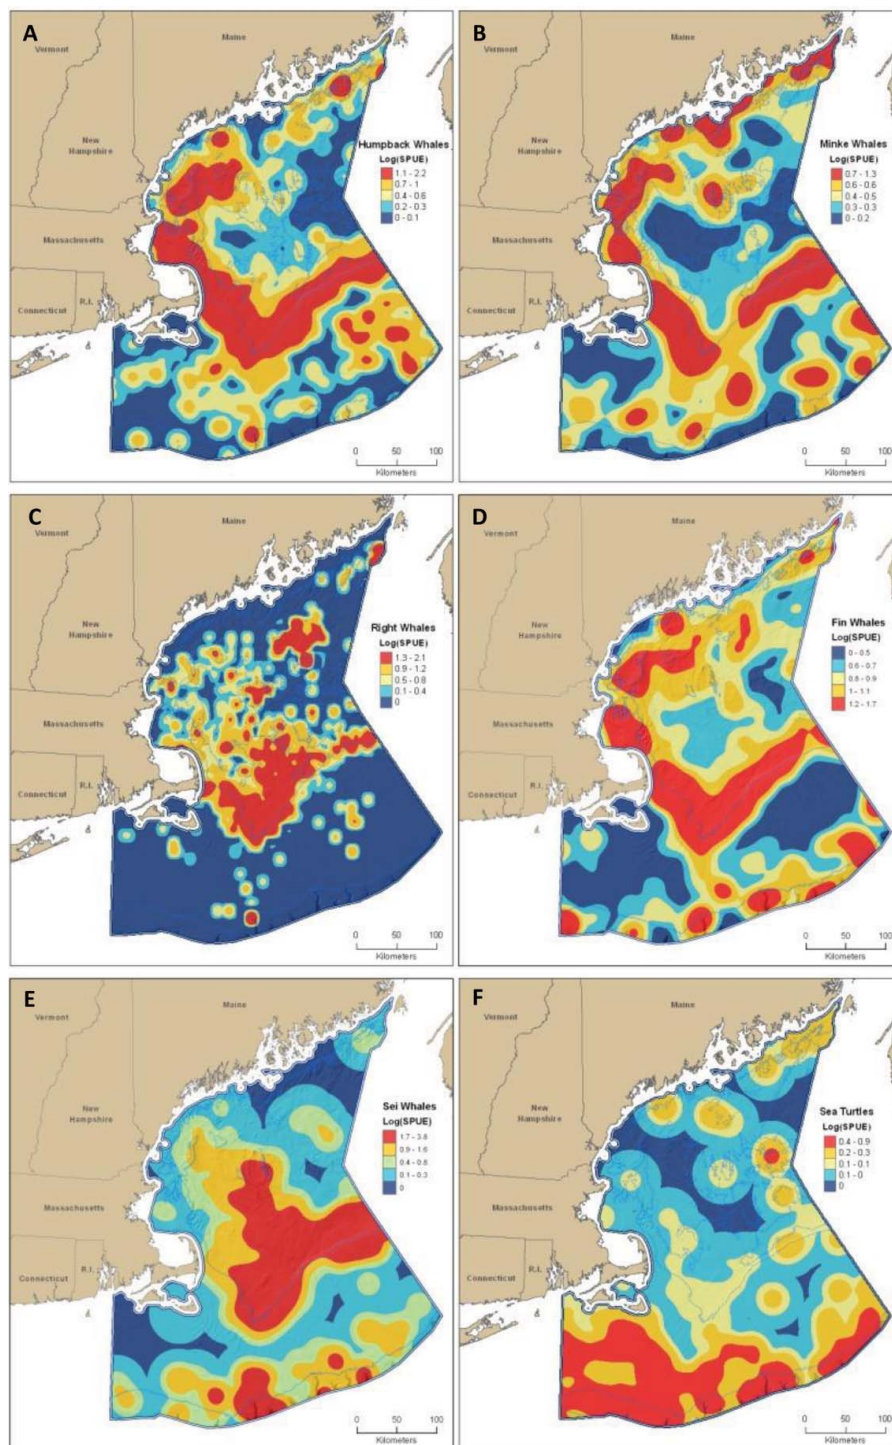 A
Vermont
Maine
New
Hampshire
Massachusetts
Connecticut
R.I.
Humpback Whales
Log(SPUE)
1.1 - 2.2
0.7 - 1
0.4 - 0.6
0.2 - 0.3
0 - 0.1
0 50 100
Kilometers
B
Vermont
Maine
New
Hampshire
Massachusetts
Connecticut
R.I.
Minke Whales
Log(SPUE)
0.7 - 1.3
0.6 - 0.6
0.4 - 0.5
0.3 - 0.3
0 - 0.2
0 50 100
Kilometers
C
Vermont
Maine
New
Hampshire
Massachusetts
Connecticut
R.I.
Right Whales
Log(SPUE)
1.3 - 2.1
0.9 - 1.2
0.5 - 0.8
0.1 - 0.4
0
0 50 100
Kilometers
D
Vermont
Maine
New
Hampshire
Massachusetts
Connecticut
R.I.
Fin Whales
Log(SPUE)
0 - 0.5
0.6 - 0.7
0.8 - 0.9
1 - 1.1
1.2 - 1.7
0 50 100
Kilometers
E
Vermont
Maine
New
Hampshire
Massachusetts
Connecticut
R.I.
Sei Whales
Log(SPUE)
1.7 - 3.8
0.9 - 1.6
0.4 - 0.8
0.1 - 0.3
0
0 50 100
Kilometers
F
Vermont
Maine
New
Hampshire
Massachusetts
Connecticut
R.I.
Sea Turtles
Log(SPUE)
0.4 - 0.9
0.2 - 0.3
0.1 - 0.1
0.1 - 0
0
0 50 100
Kilometers